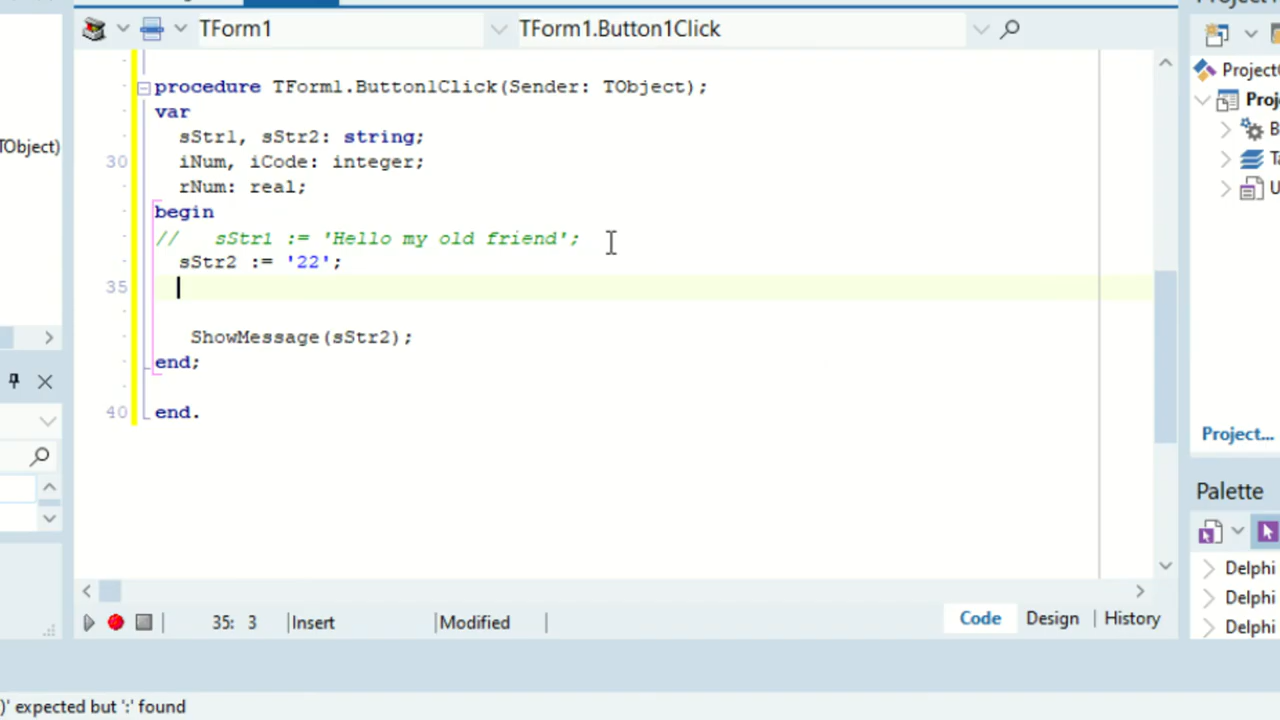 TForm1 TForm1.Button1Click
procedure TForm1.Button1Click(Sender: TObject);
var
sStr1, sStr2: string;
30 iNum, iCode: integer;
rNum: real;
begin
// sStr1 := 'Hello my old friend';
sStr2 := '22';
35
ShowMessage(sStr2);
end;
40 end.
35: 3 Insert Modified
Code Design History
TObject)
)' expected but ':' found
Project...
Palette
Delphi
Delphi
Delphi